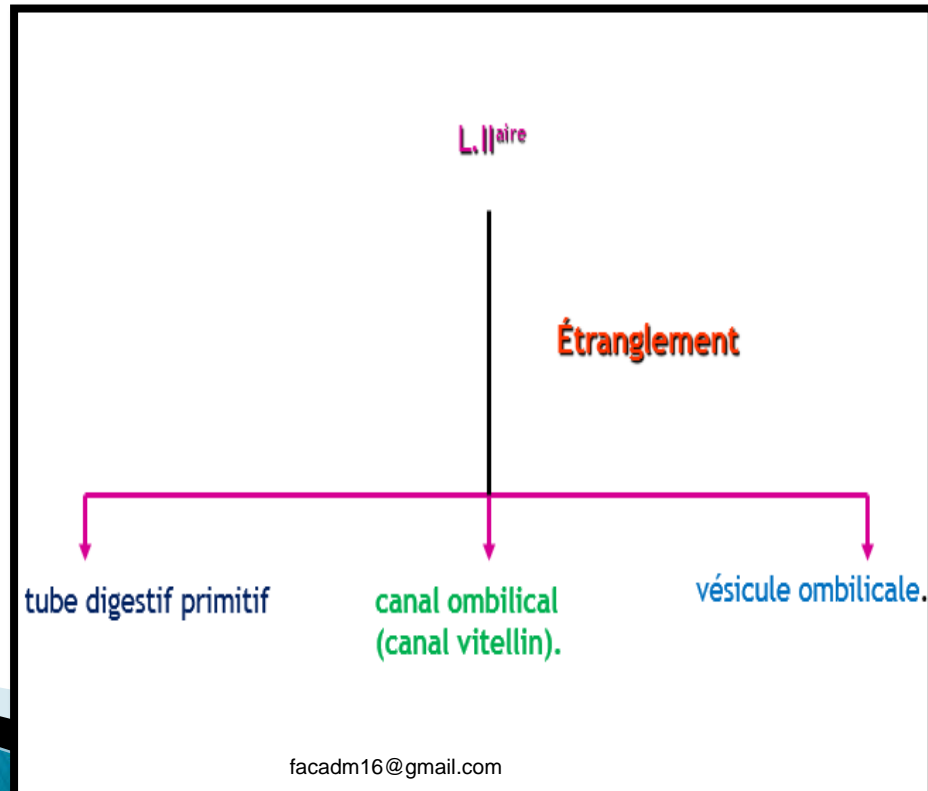 L.IIaire
Étranglement
tube digestif primitif
canal ombilical
(canal vitellin).
vésicule ombilicale.
facadm16@gmail.com